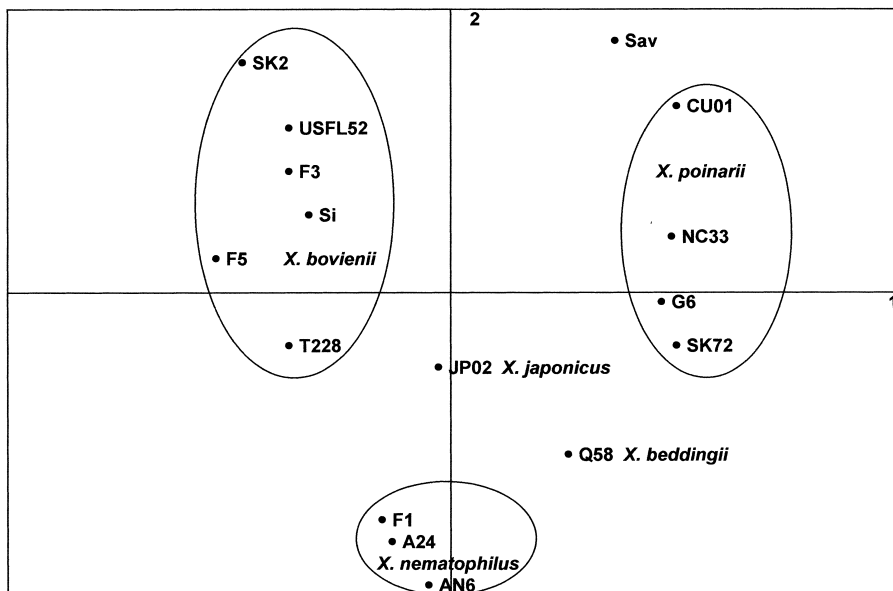 2
Sav
SK2
CU01
USFL52
F3
X. poinarii
Si
NC33
F5 X. bovienii
1
G6
T228
SK72
JP02 X. japonicus
Q58 X. beddingii
F1
A24
X. nematophilus
AN6